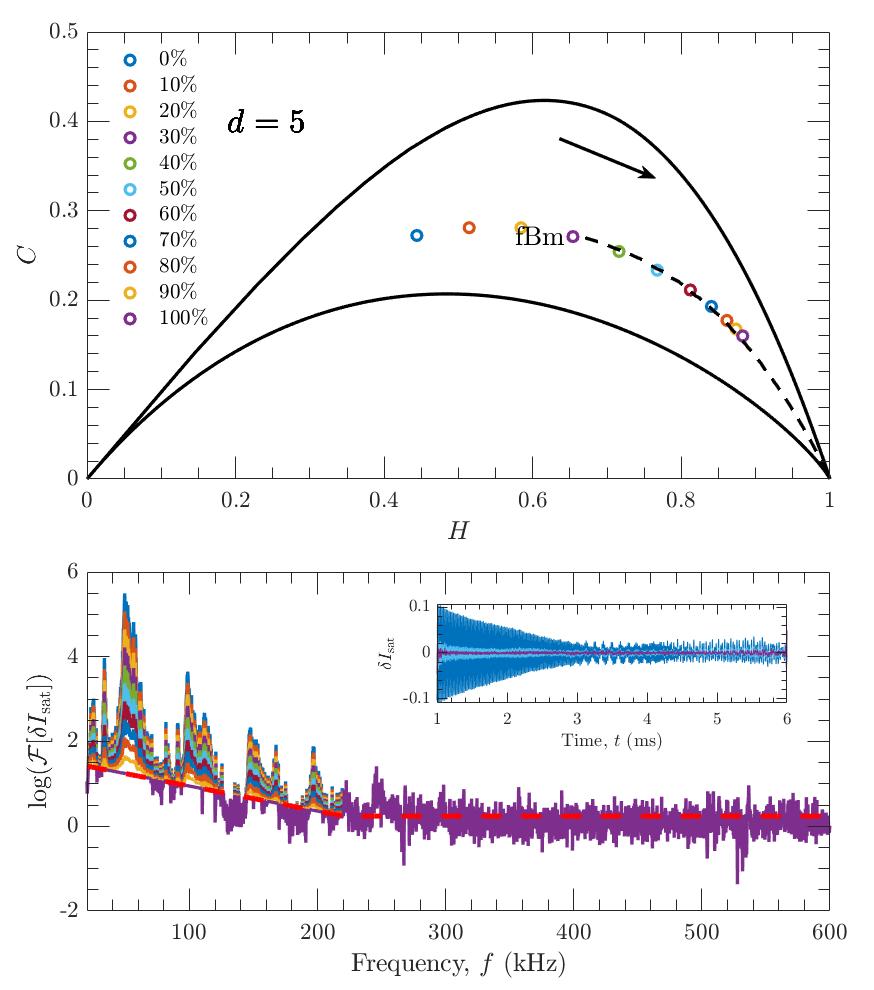 0.5
0.4
0.3
0.2
0.1
0
C
0%
10%
20%
30%
40%
50%
60%
70%
80%
90%
100%
d = 5
fBm
0 0.2 0.4 0.6 0.8 1
H
6
4
2
0
-2
log(ℱ[δI_sat])
0.1
0
-0.1
δI_sat
1 2 3 4 5 6
Time, t (ms)
100 200 300 400 500 600
Frequency, f (kHz)